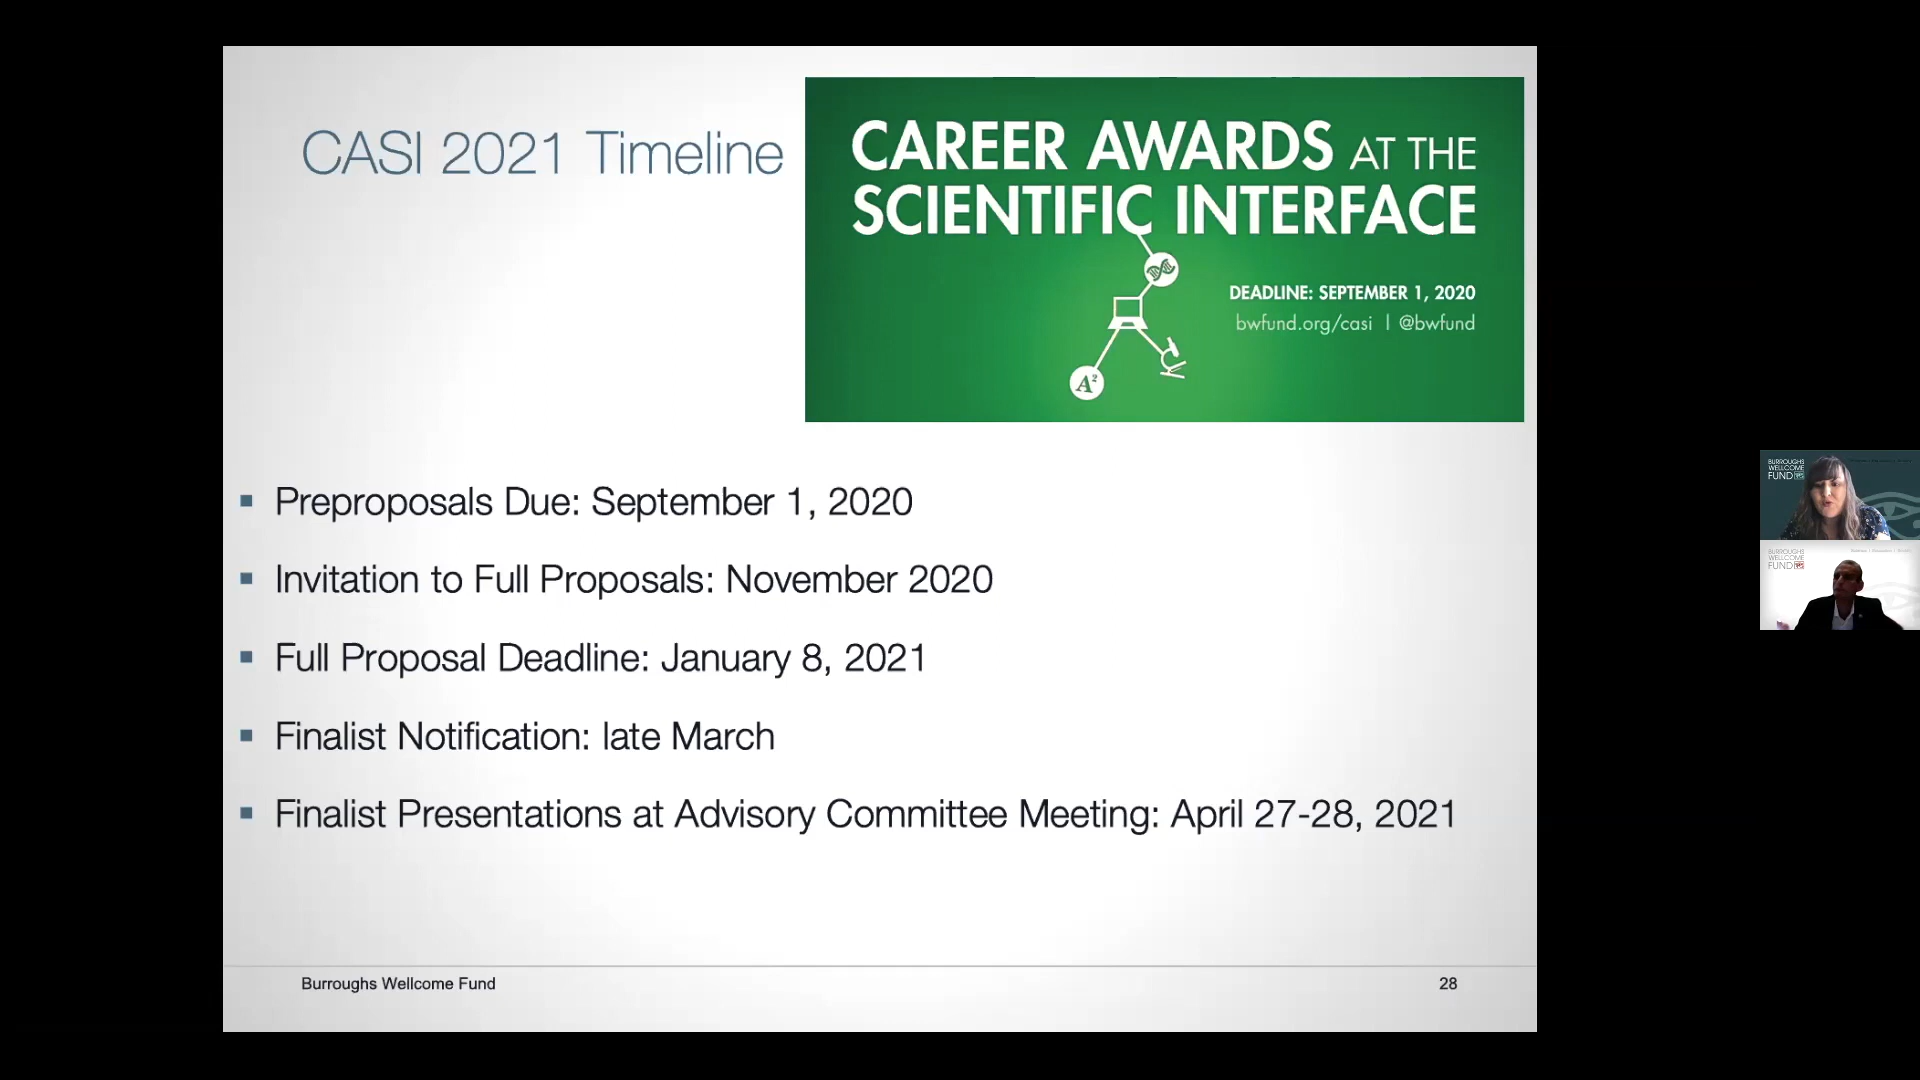 CASI 2021 Timeline
CAREER AWARDS AT THE
SCIENTIFIC INTERFACE
DEADLINE: SEPTEMBER 1, 2020
bwfund.org/casi | @bwfund
A²
Preproposals Due: September 1, 2020
Invitation to Full Proposals: November 2020
Full Proposal Deadline: January 8, 2021
Finalist Notification: late March
Finalist Presentations at Advisory Committee Meeting: April 27-28, 2021
Burroughs Wellcome Fund
28
BURROUGHS
WELLCOME
FUND
BURROUGHS
WELLCOME
FUND